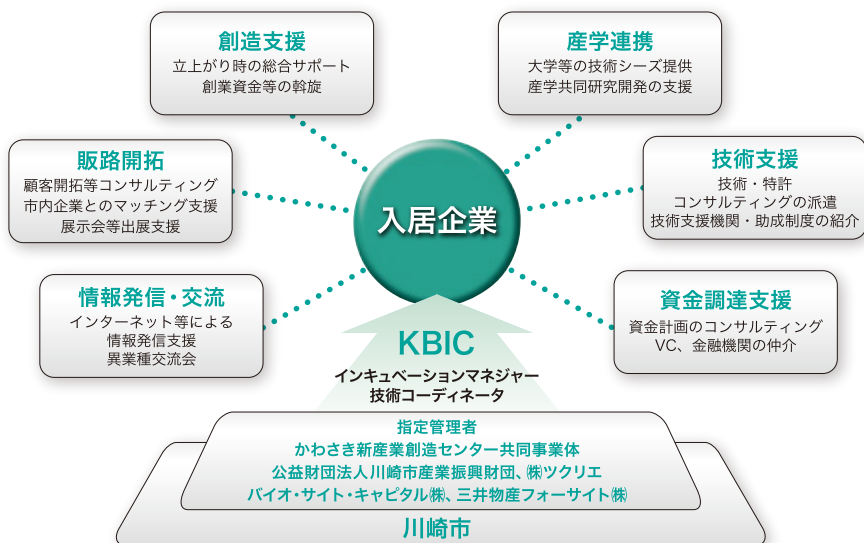 創造支援
立上がり時の総合サポート
創業資金等の斡旋
産学連携
大学等の技術シーズ提供
産学共同研究開発の支援
販路開拓
顧客開拓等コンサルティング
市内企業とのマッチング支援
展示会等出展支援
技術支援
技術・特許
コンサルティングの派遣
技術支援機関・助成制度の紹介
入居企業
情報発信・交流
インターネット等による
情報発信支援
異業種交流会
資金調達支援
資金計画のコンサルティング
VC、金融機関の仲介
KBIC
インキュベーションマネジャー
技術コーディネータ
指定管理者
かわさき新産業創造センター共同事業体
公益財団法人川崎市産業振興財団、㈱ツクリエ
バイオ・サイト・キャピタル㈱、三井物産フォーサイト㈱
川崎市